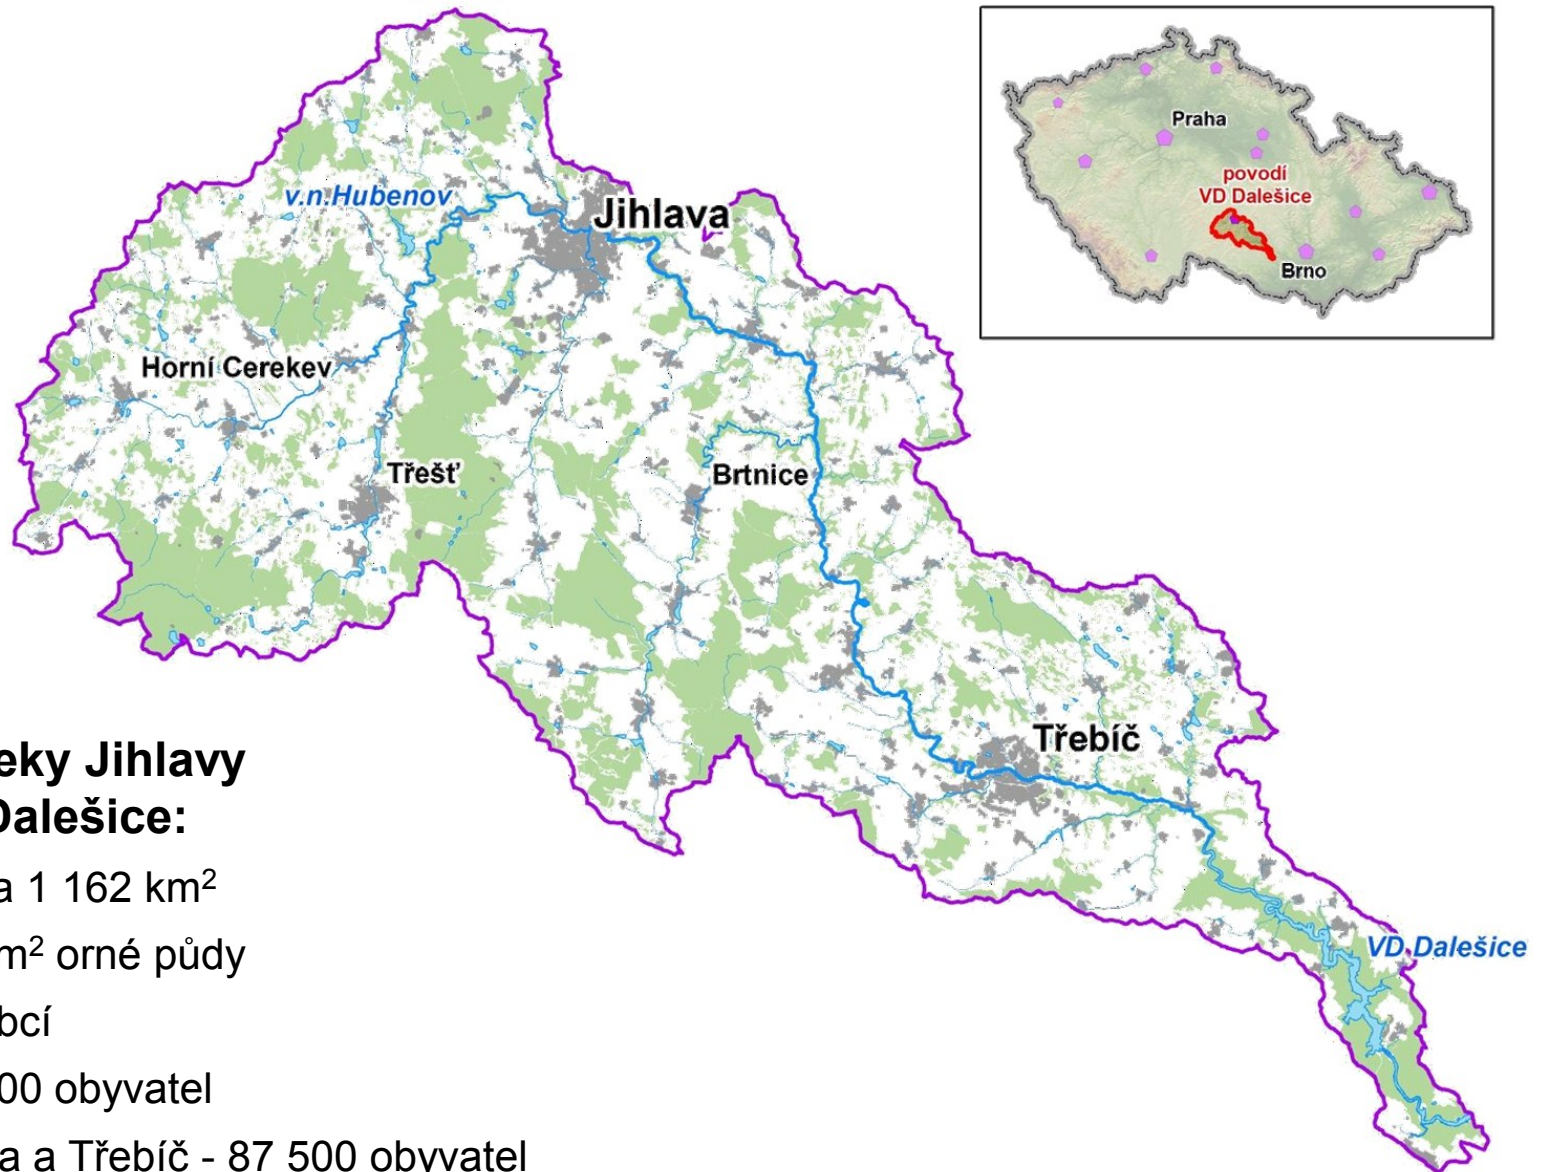 v.n.Hubenov
Jihlava
Horní Cerekev
Třešť
Brtnice
Třebíč
VD Dalešice
Praha
povodí
VD Dalešice
Brno
eky Jihlavy
Dalešice:
a 1 162 km²
m² orné půdy
bcí
00 obyvatel
a a Třebíč - 87 500 obyvatel